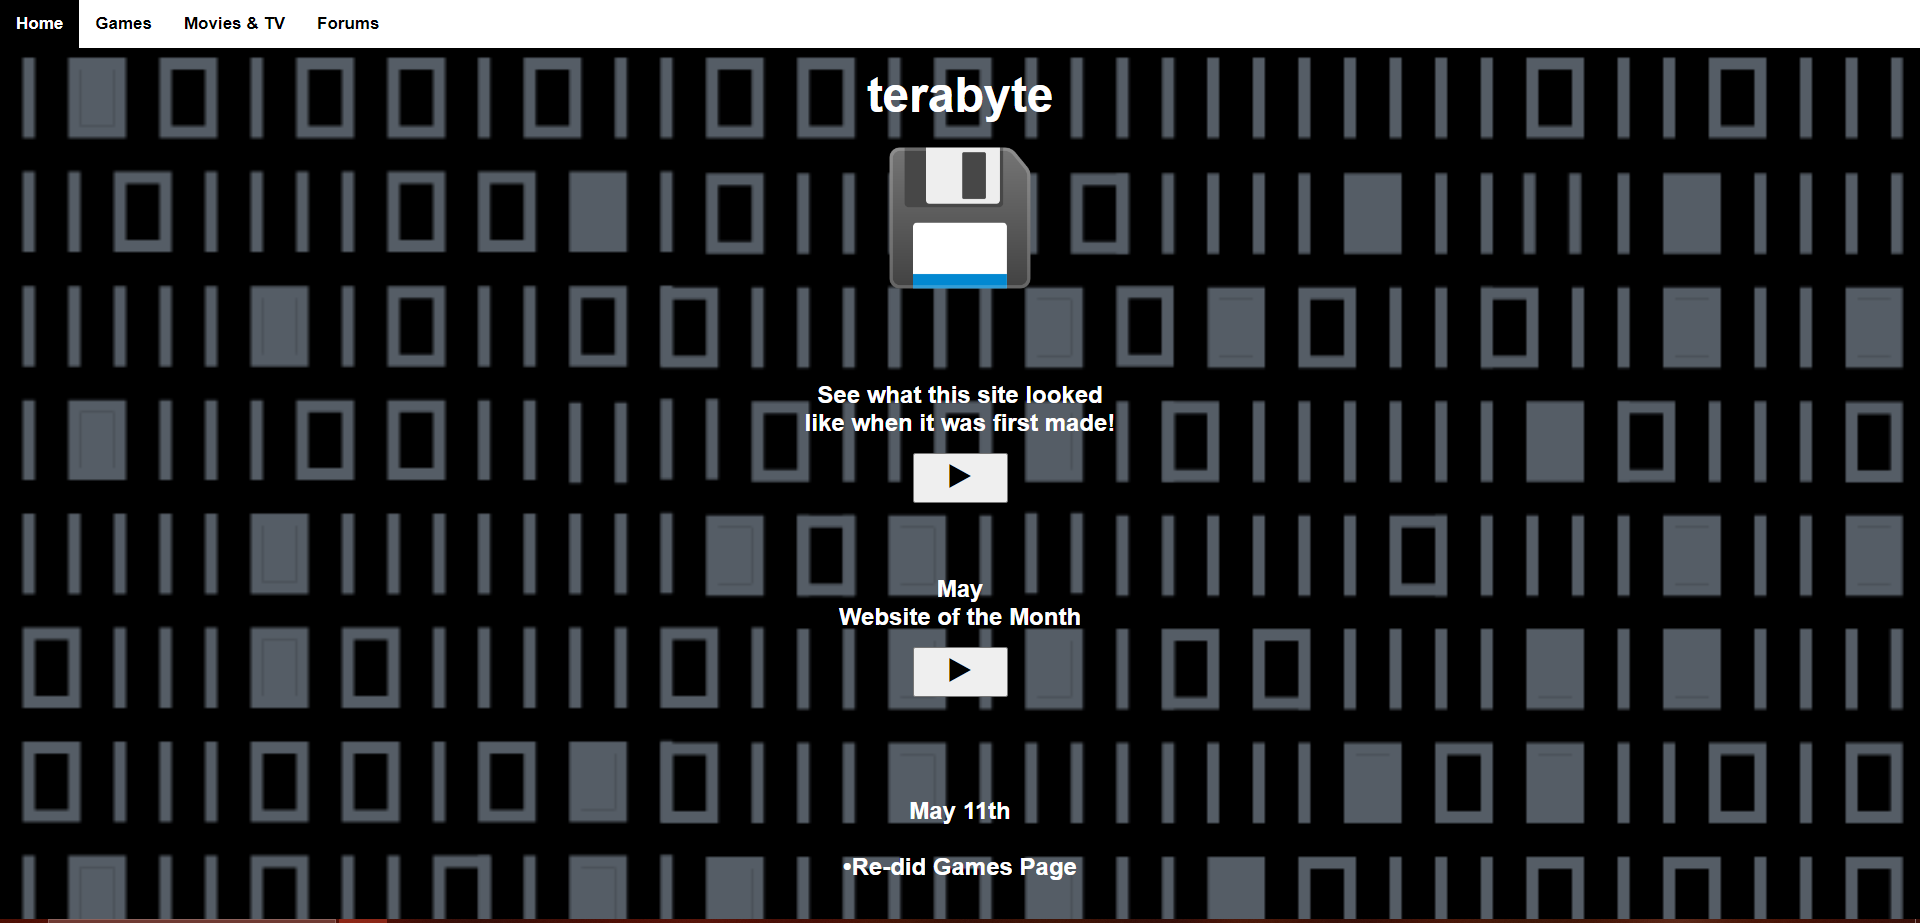 Home Games Movies & TV Forums
terabyte
See what this site looked
like when it was first made!
May
Website of the Month
May 11th
•Re-did Games Page